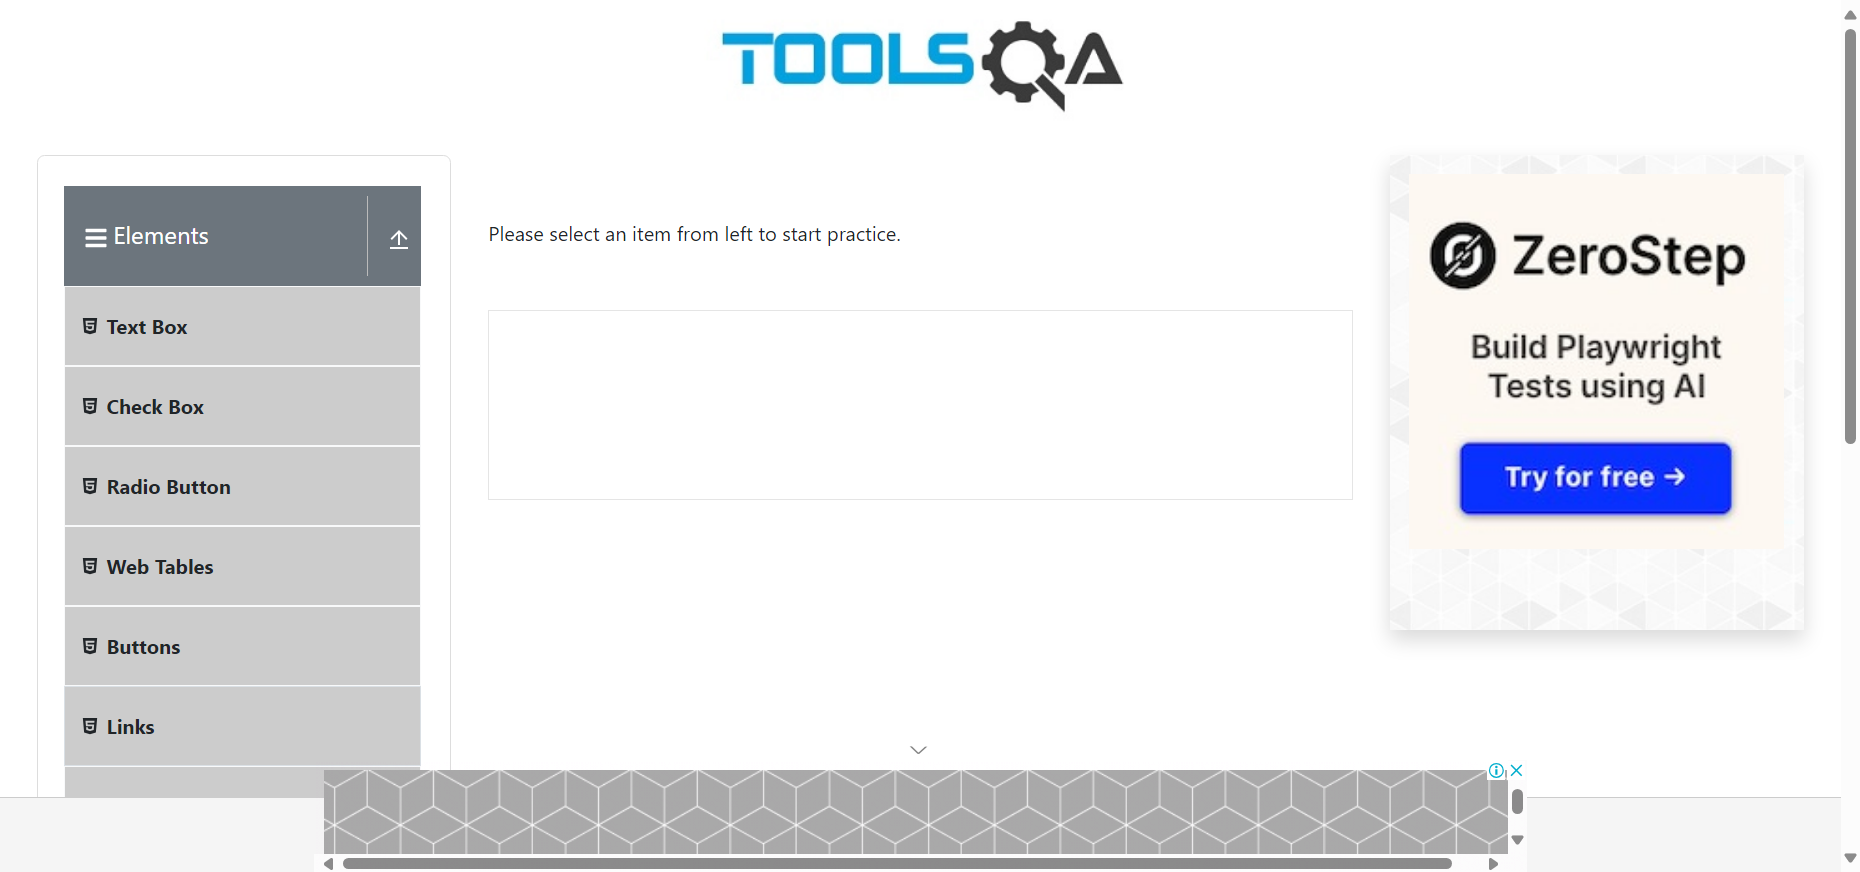 TOOLSQA
Elements
Text Box
Check Box
Radio Button
Web Tables
Buttons
Links
Please select an item from left to start practice.
ZeroStep
Build Playwright
Tests using AI
Try for free →